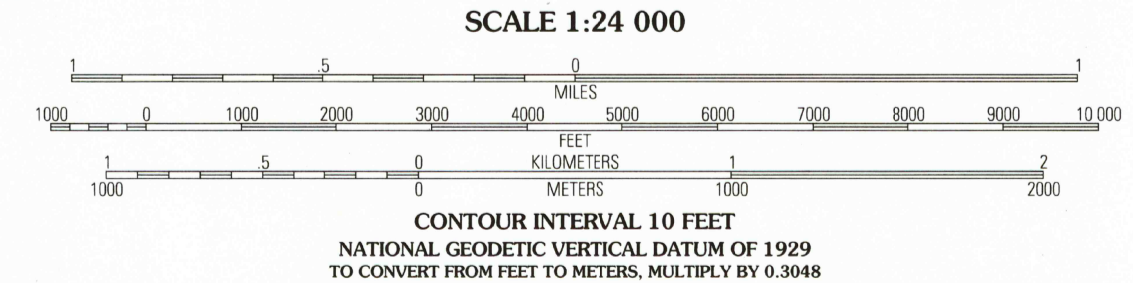 SCALE 1:24 000
1 .5 0 1
MILES
1000 0 1000 2000 3000 4000 5000 6000 7000 8000 9000 10 000
FEET
1 .5 0 KILOMETERS 1 2
1000 0 METERS 1000 2000
CONTOUR INTERVAL 10 FEET
NATIONAL GEODETIC VERTICAL DATUM OF 1929
TO CONVERT FROM FEET TO METERS, MULTIPLY BY 0.3048